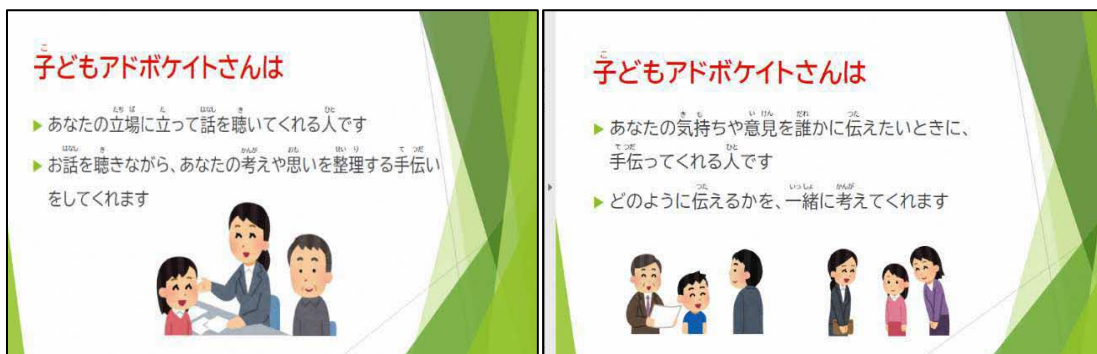 子どもアドボケイトさんは
あなたの立場に立って話を聴いてくれる人です
お話を聴きながら、あなたの考えや思いを整理する手伝い
をしてくれます
子どもアドボケイトさんは
あなたの気持ちや意見を誰かに伝えたいときに、
手伝ってくれる人です
どのように伝えるかを、一緒に考えてくれます